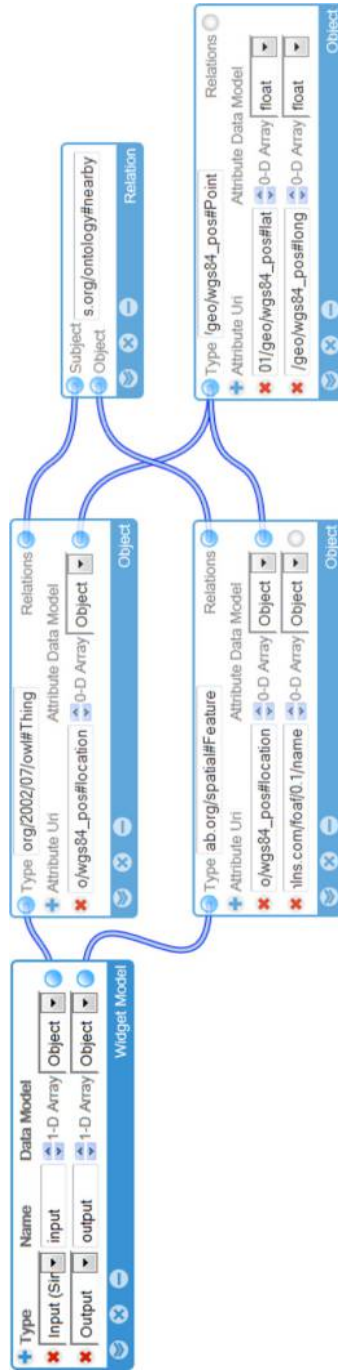 Type Name Data Model
Input (Sir input 1-D Array Object
Output output 1-D Array Object
Widget Model
Type org/2002/07/owl#Thing Relations
Attribute Uri Attribute Data Model
o/wgs84_pos#location 0-D Array Object
Object
Type ab.org/spatial#Feature Relations
Attribute Uri Attribute Data Model
o/wgs84_pos#location 0-D Array Object
nlns.com/foaf/0.1/name 0-D Array Object
Object
Subject
s.org/ontology#nearby
Object
Relation
Type /geo/wgs84_pos#Point Relations
Attribute Uri Attribute Data Model
01/geo/wgs84_pos#lat 0-D Array float
/geo/wgs84_pos#long 0-D Array float
Object